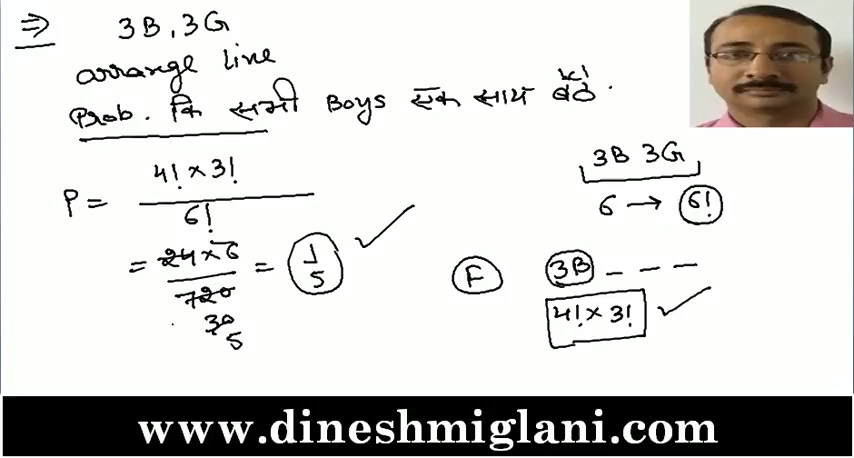 ⇒ 3B, 3G
arrange line
Prob. कि सभी Boys एक साथ बैठे.
P = 4! × 3! / 6!
= 24 × 6 / 720 = 1/5
30
5
3B 3G
6 → 6!
F 3B _ _ _
4! × 3!
www.dineshmiglani.com